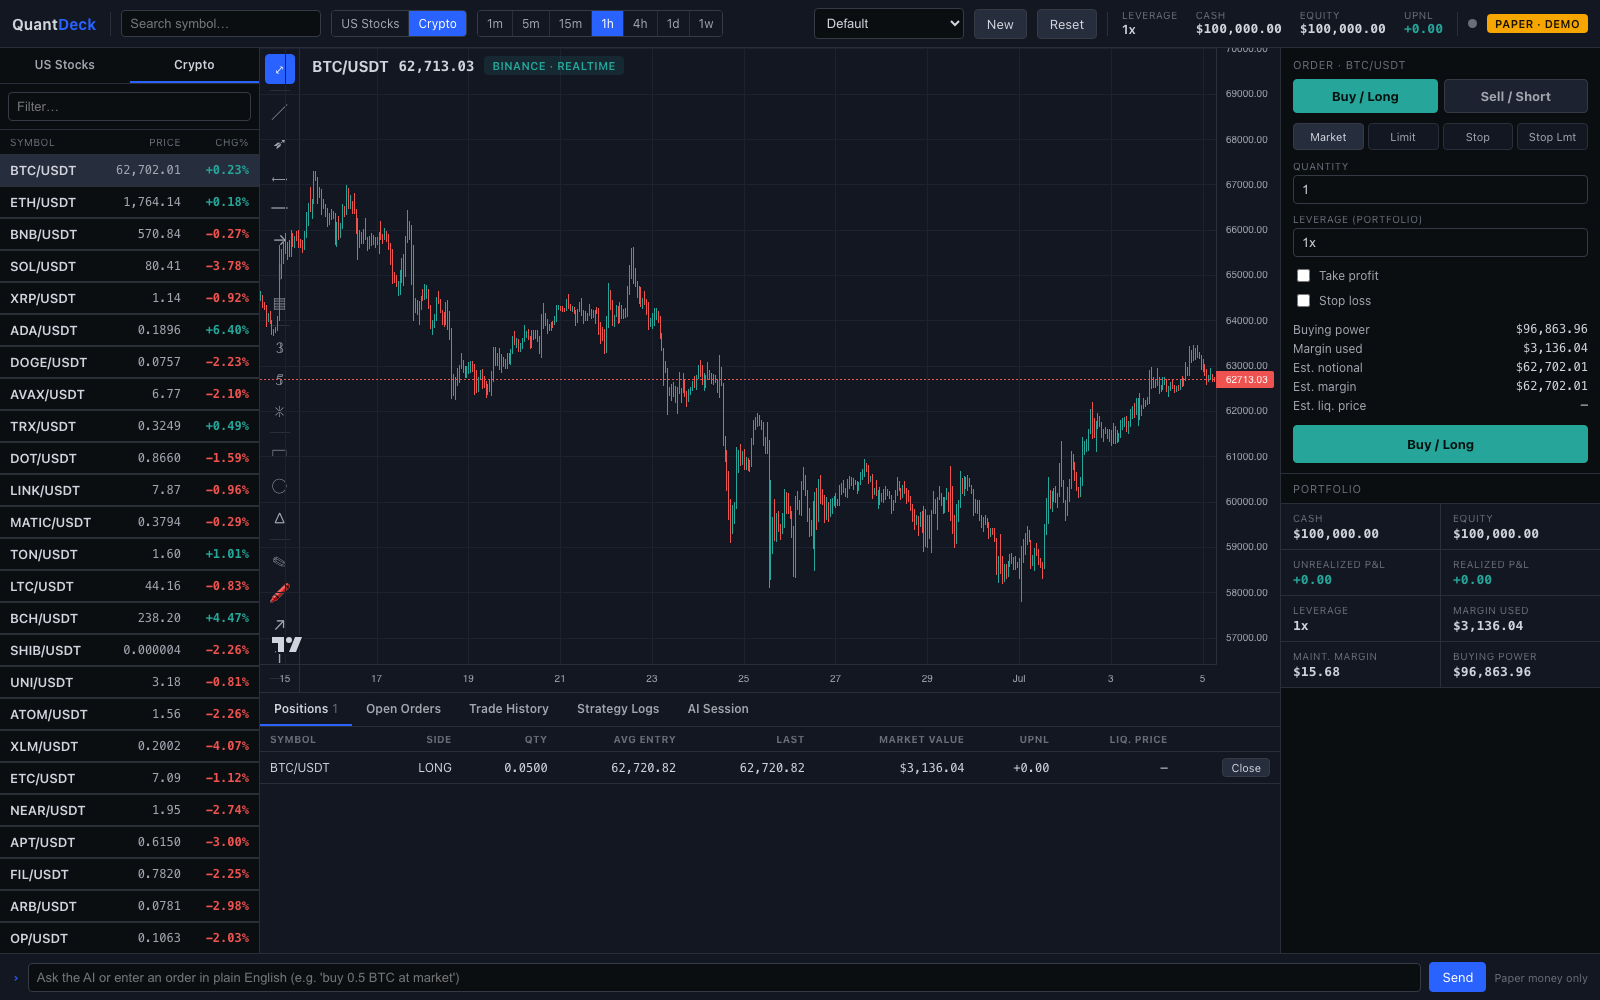 QuantDeck
Search symbol…
US Stocks Crypto
1m 5m 15m 1h 4h 1d 1w
Default
New
Reset
LEVERAGE
1x
CASH
$100,000.00
EQUITY
$100,000.00
UPNL
+0.00
PAPER · DEMO
US Stocks Crypto
Filter…
SYMBOL PRICE CHG%
BTC/USDT 62,702.01 +0.23%
ETH/USDT 1,764.14 +0.18%
BNB/USDT 570.84 −0.27%
SOL/USDT 80.41 −3.78%
XRP/USDT 1.14 −0.92%
ADA/USDT 0.1896 +6.40%
DOGE/USDT 0.0757 −2.23%
AVAX/USDT 6.77 −2.10%
TRX/USDT 0.3249 +0.49%
DOT/USDT 0.8660 −1.59%
LINK/USDT 7.87 −0.96%
MATIC/USDT 0.3794 −0.29%
TON/USDT 1.60 +1.01%
LTC/USDT 44.16 −0.83%
BCH/USDT 238.20 +4.47%
SHIB/USDT 0.000004 −2.26%
UNI/USDT 3.18 −0.81%
ATOM/USDT 1.56 −2.26%
XLM/USDT 0.2002 −4.07%
ETC/USDT 7.09 −1.12%
NEAR/USDT 1.95 −2.74%
APT/USDT 0.6150 −3.00%
FIL/USDT 0.7820 −2.25%
ARB/USDT 0.0781 −2.98%
OP/USDT 0.1063 −2.03%
BTC/USDT 62,713.03 BINANCE · REALTIME
3
5
70000.00
69000.00
68000.00
67000.00
66000.00
65000.00
64000.00
63000.00
62713.03
62000.00
61000.00
60000.00
59000.00
58000.00
57000.00
15 17 19 21 23 25 27 29 Jul 3 5
Positions 1 Open Orders Trade History Strategy Logs AI Session
SYMBOL SIDE QTY AVG ENTRY LAST MARKET VALUE UPNL LIQ. PRICE
BTC/USDT LONG 0.0500 62,720.82 62,720.82 $3,136.04 +0.00 — Close
ORDER · BTC/USDT
Buy / Long Sell / Short
Market Limit Stop Stop Lmt
QUANTITY
1
LEVERAGE (PORTFOLIO)
1x
Take profit
Stop loss
Buying power $96,863.96
Margin used $3,136.04
Est. notional $62,702.01
Est. margin $62,702.01
Est. liq. price —
Buy / Long
PORTFOLIO
CASH EQUITY
$100,000.00 $100,000.00
UNREALIZED P&L REALIZED P&L
+0.00 +0.00
LEVERAGE MARGIN USED
1x $3,136.04
MAINT. MARGIN BUYING POWER
$15.68 $96,863.96
› Ask the AI or enter an order in plain English (e.g. 'buy 0.5 BTC at market') Send Paper money only